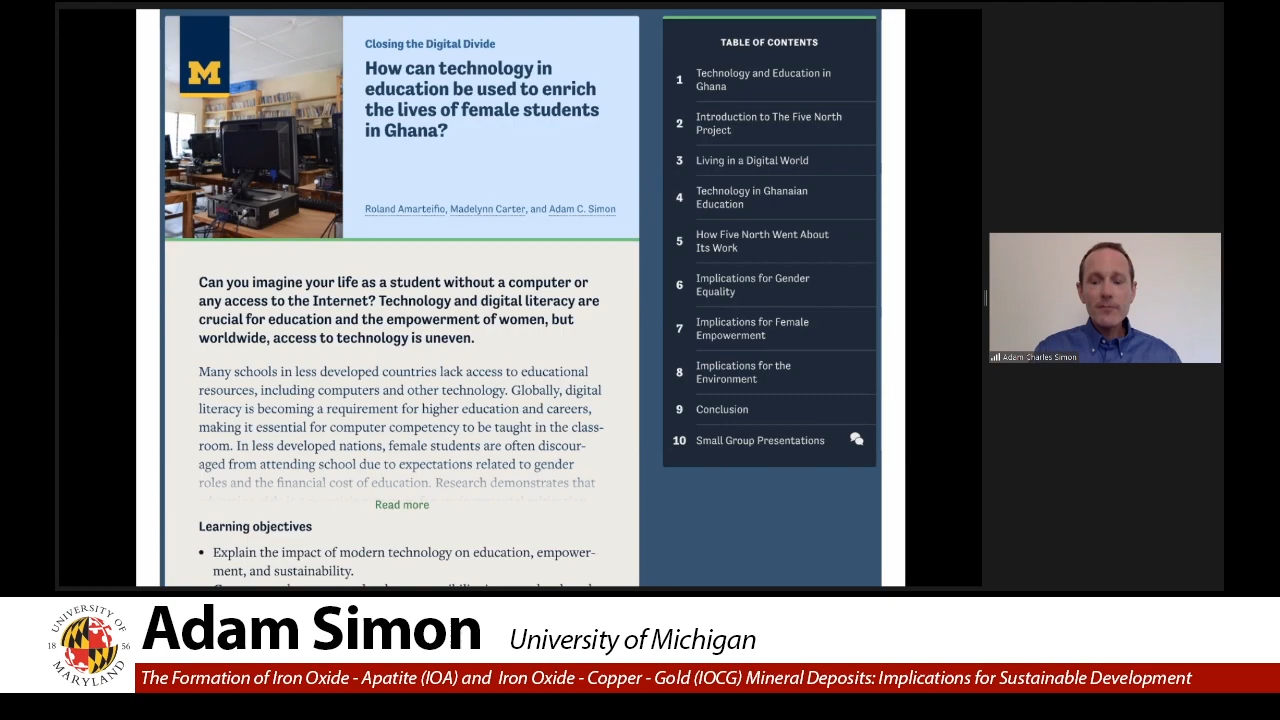 M
Closing the Digital Divide
How can technology in
education be used to enrich
the lives of female students
in Ghana?
Roland Amarteifio, Madelynn Carter, and Adam C. Simon
Can you imagine your life as a student without a computer or
any access to the Internet? Technology and digital literacy are
crucial for education and the empowerment of women, but
worldwide, access to technology is uneven.
Many schools in less developed countries lack access to educational
resources, including computers and other technology. Globally, digital
literacy is becoming a requirement for higher education and careers,
making it essential for computer competency to be taught in the class-
room. In less developed nations, female students are often discour-
aged from attending school due to expectations related to gender
roles and the financial cost of education. Research demonstrates that
Read more
Learning objectives
• Explain the impact of modern technology on education, empower-
ment, and sustainability.
TABLE OF CONTENTS
1 Technology and Education in
Ghana
2 Introduction to The Five North
Project
3 Living in a Digital World
4 Technology in Ghanaian
Education
5 How Five North Went About
Its Work
6 Implications for Gender
Equality
7 Implications for Female
Empowerment
8 Implications for the
Environment
9 Conclusion
10 Small Group Presentations
Adam Charles Simon
UNIVERSITY OF
18 56
MARYLAND
Adam Simon University of Michigan
The Formation of Iron Oxide - Apatite (IOA) and Iron Oxide - Copper - Gold (IOCG) Mineral Deposits: Implications for Sustainable Development